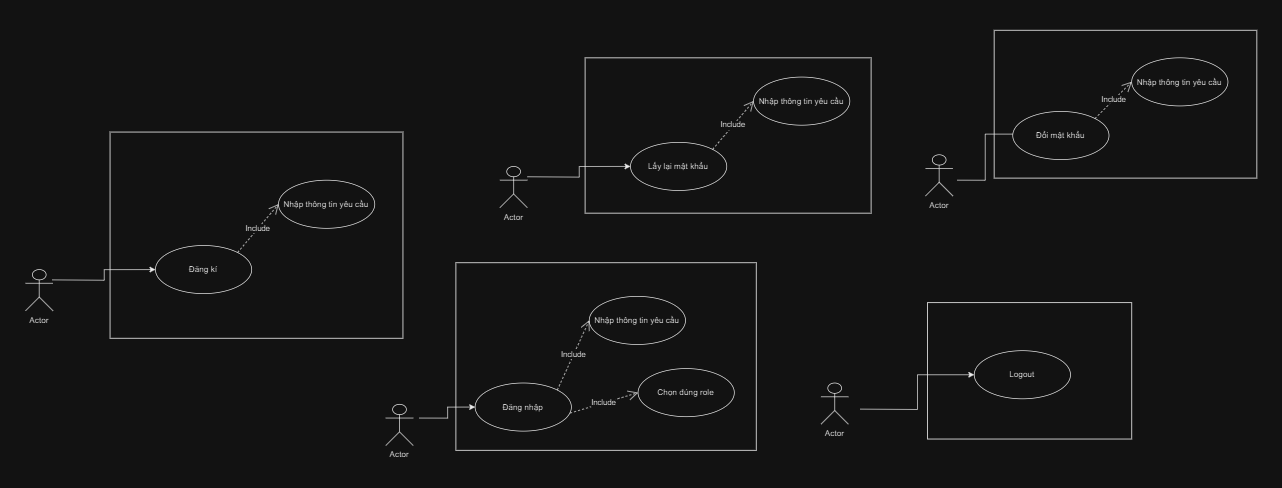 Nhập thông tin yêu cầu
Include
Đăng kí
Actor
Nhập thông tin yêu cầu
Include
Lấy lại mật khẩu
Actor
Nhập thông tin yêu cầu
Include
Đổi mật khẩu
Actor
Nhập thông tin yêu cầu
Include
Chọn đúng role
Include
Đăng nhập
Actor
Logout
Actor